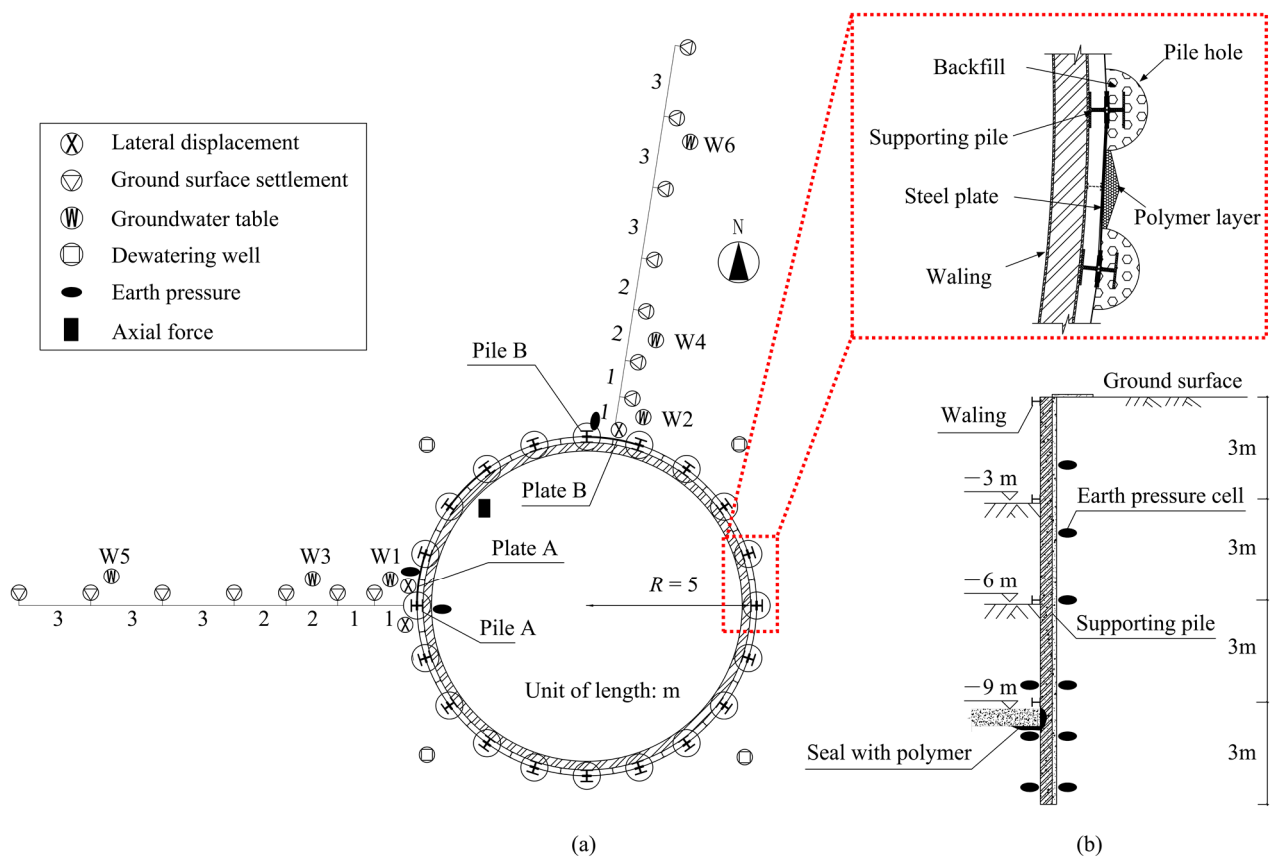 Lateral displacement
Ground surface settlement
W Groundwater table
Dewatering well
Earth pressure
Axial force
3
3
W W6
3
2
2
W W4
1
1
W W2
N
Pile B
Plate B
W5
W
W3
W
W1
W
Plate A
Pile A
3 3 3 2 2 1 1
R = 5
Unit of length: m
(a)
Backfill
Pile hole
Supporting pile
Steel plate
Polymer layer
Waling
Ground surface
Waling
3m
−3 m
Earth pressure cell
3m
−6 m
Supporting pile
3m
−9 m
Seal with polymer
3m
(b)